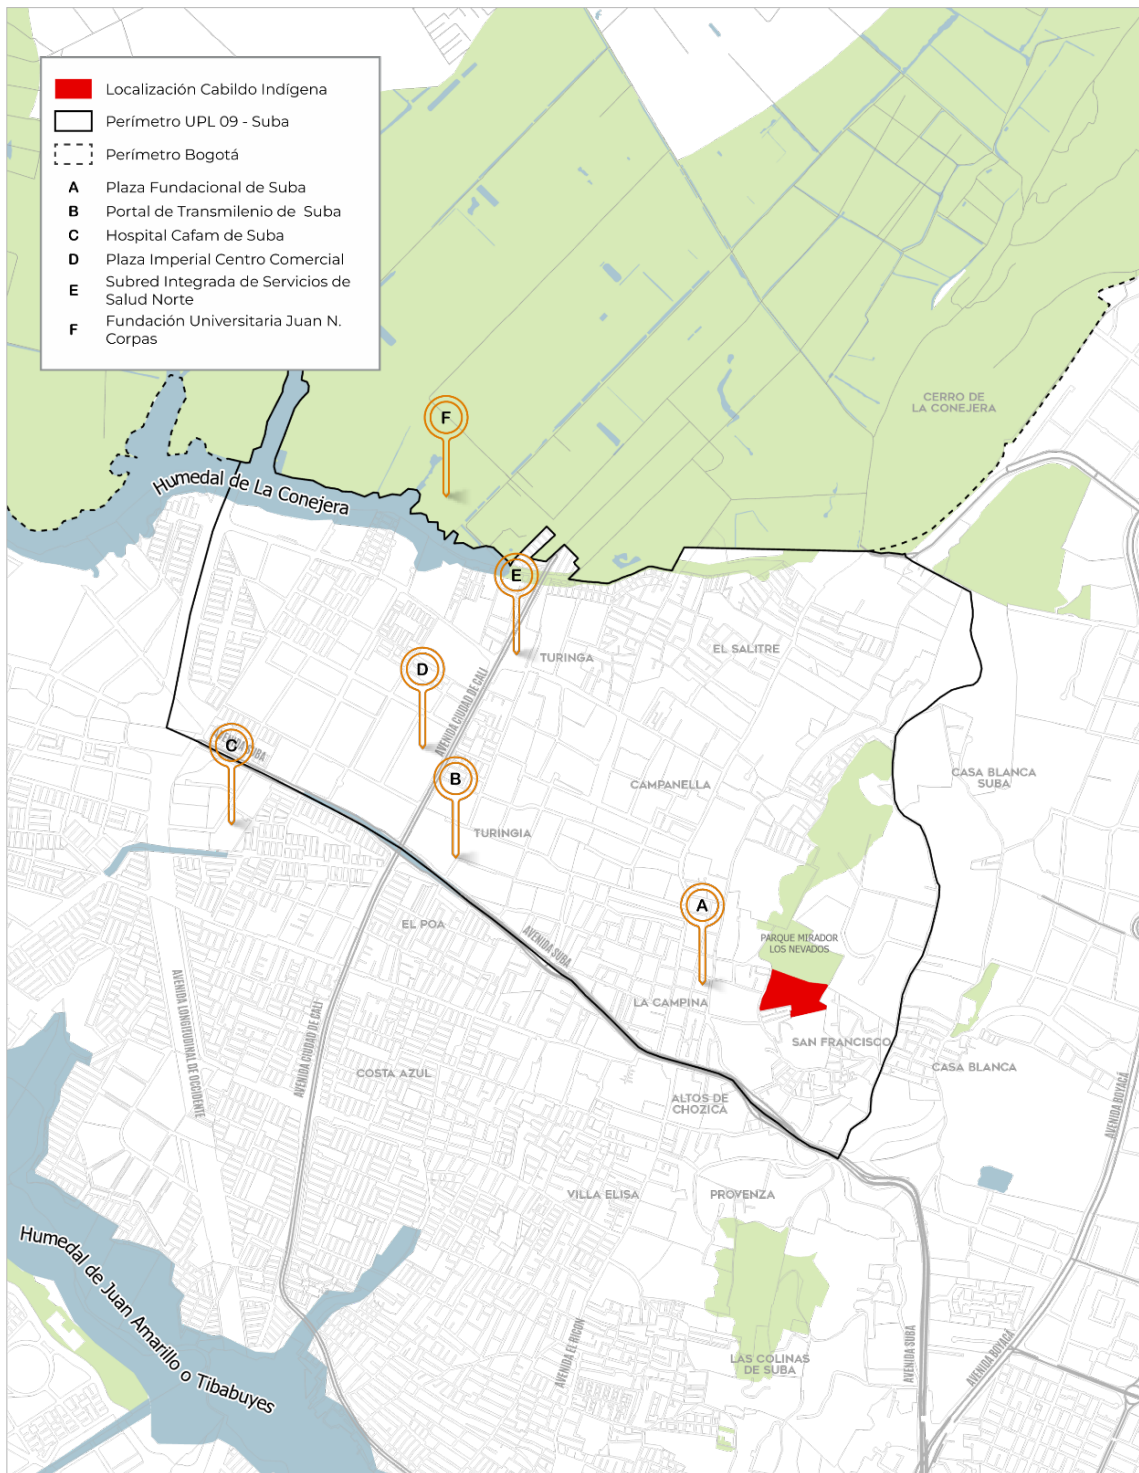 Localización Cabildo Indígena
Perímetro UPL 09 - Suba
Perímetro Bogotá
A Plaza Fundacional de Suba
B Portal de Transmilenio de Suba
C Hospital Cafam de Suba
D Plaza Imperial Centro Comercial
E Subred Integrada de Servicios de
Salud Norte
F Fundación Universitaria Juan N.
Corpas
CERRO DE
LA CONEJERA
F
Humedal de La Conejera
E
TURINGA
EL SALITRE
D
AVENIDA CIUDAD DE CALI
C
AVENIDA SUBA
B
CAMPANELLA
CASA BLANCA
SUBA
TURINGIA
A
EL POA
AVENIDA SUBA
PARQUE MIRADOR
LOS NEVADOS
LA CAMPINA
SAN FRANCISCO
AVENIDA LONGITUDINAL DE OCCIDENTE
AVENIDA CIUDAD DE CALI
COSTA AZUL
CASA BLANCA
ALTOS DE
CHOZICA
AVENIDA BOYACÁ
VILLA ELISA
PROVENZA
Humedal de Juan Amarillo o Tibabuyes
AVENIDA EL RICON
LAS COLINAS
DE SUBA
AVENIDA SUBA
AVENIDA BOYACÁ